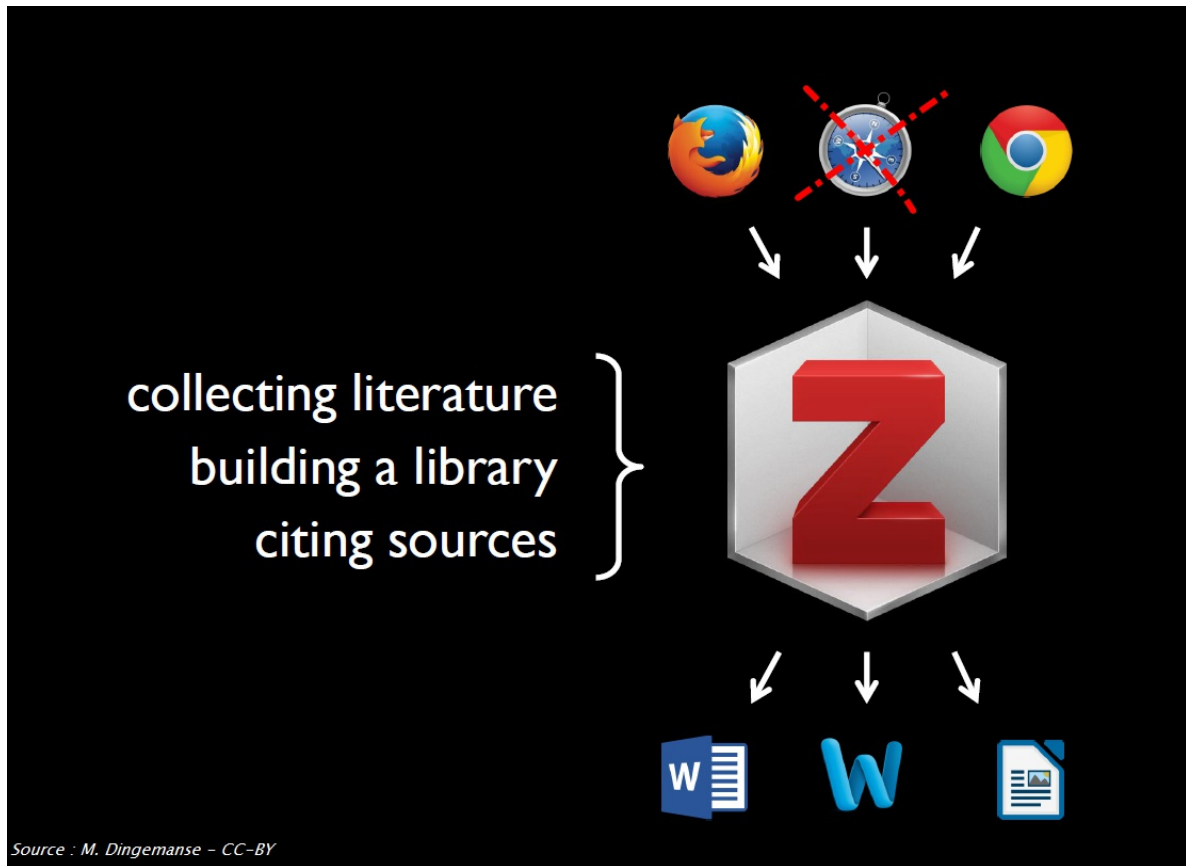 collecting literature
building a library
citing sources
Z
W
W
Source : M. Dingemanse - CC-BY